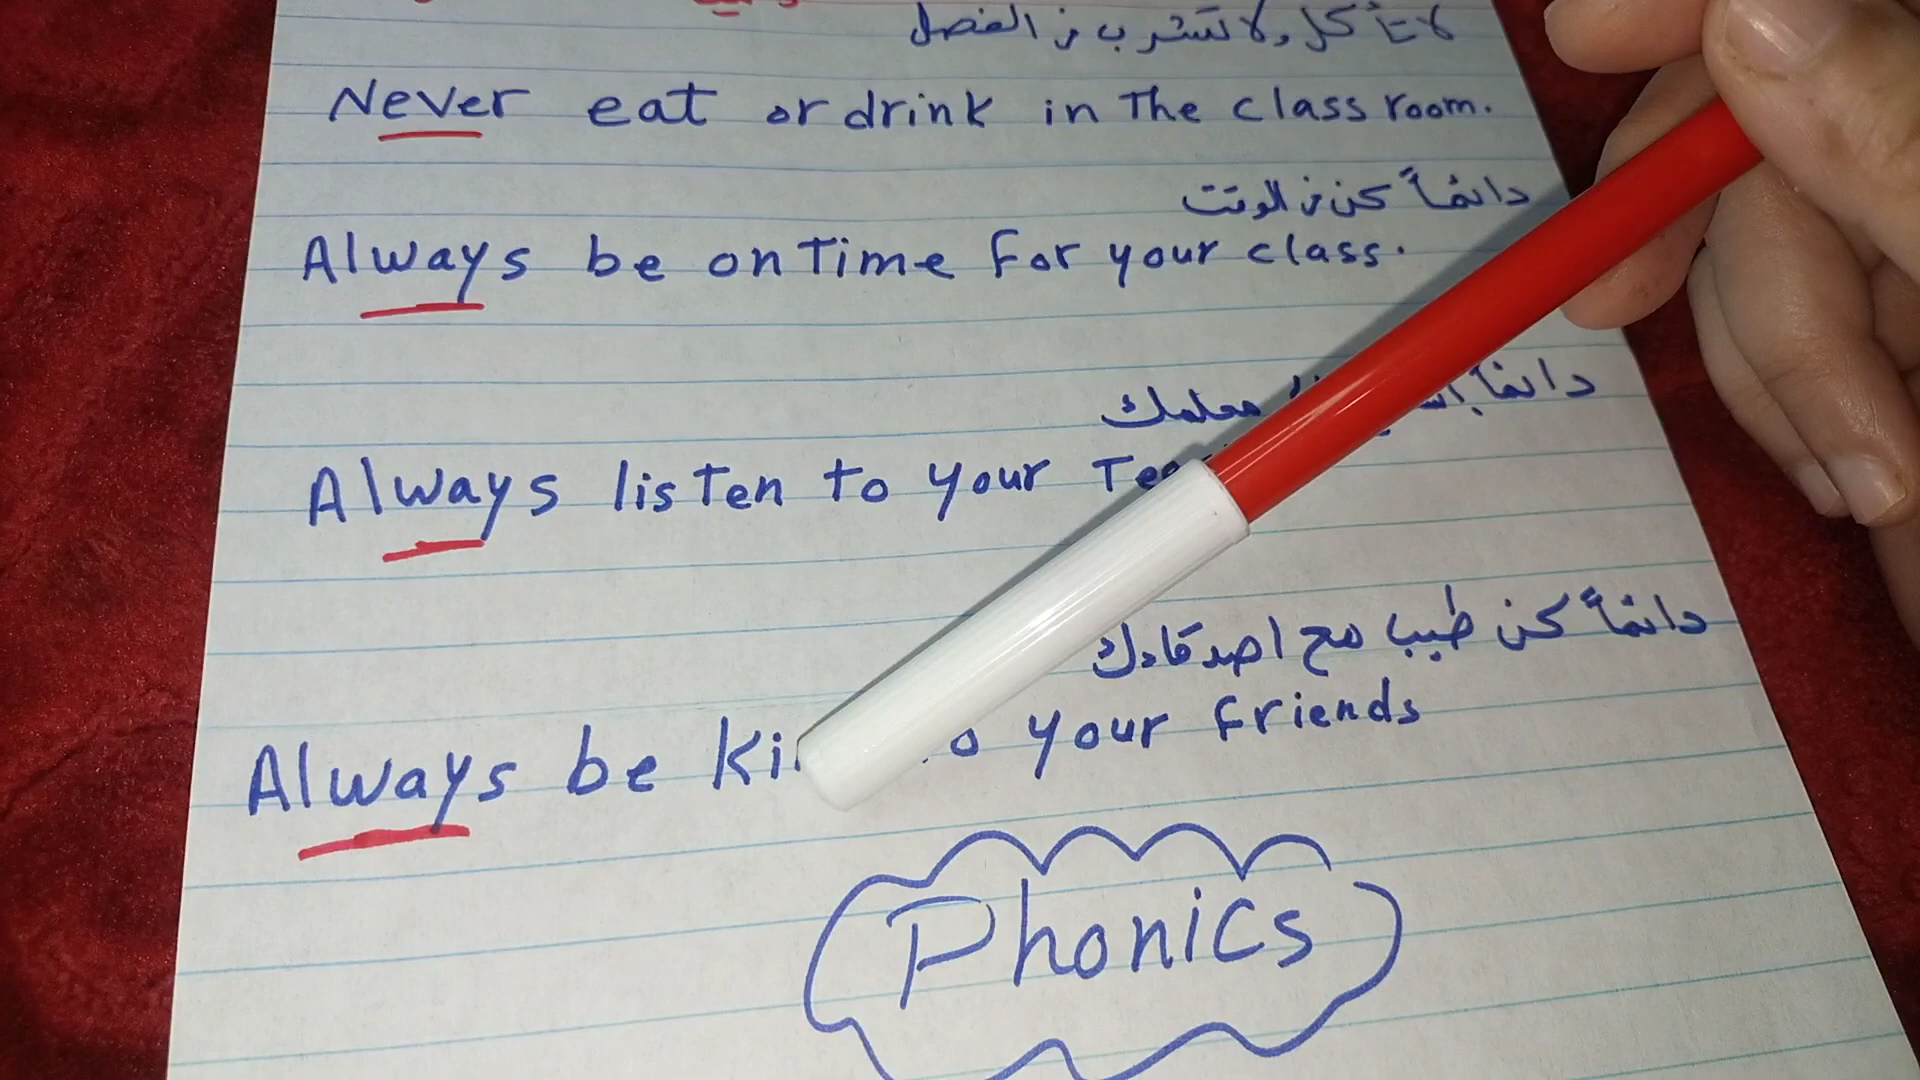 لا تأكل ولا تشرب في الفصل
Never eat or drink in The class room.
دائماً كن في الوقت
Always be on Time for your class.
دائماً معلمك
Always listen to your
دائماً كن طيب مع اصدقاءك
Always be your friends
Phonics